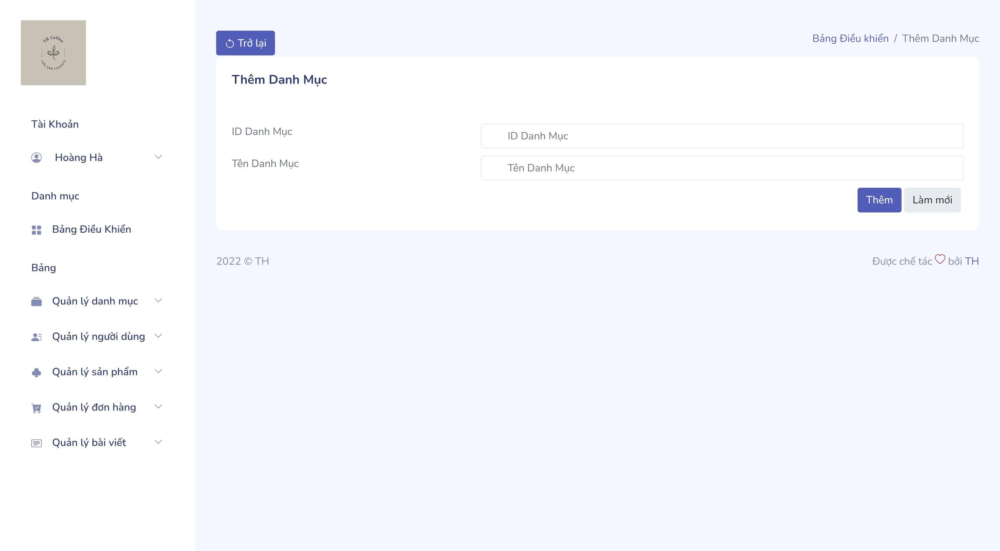 TH Coffee
cafe and roastery
Tài Khoản
Hoàng Hà
Danh mục
Bảng Điều Khiển
Bảng
Quản lý danh mục
Quản lý người dùng
Quản lý sản phẩm
Quản lý đơn hàng
Quản lý bài viết
Trở lại
Bảng Điều khiển / Thêm Danh Mục
Thêm Danh Mục
ID Danh Mục
ID Danh Mục
Tên Danh Mục
Tên Danh Mục
Thêm
Làm mới
2022 © TH
Được chế tác bởi TH